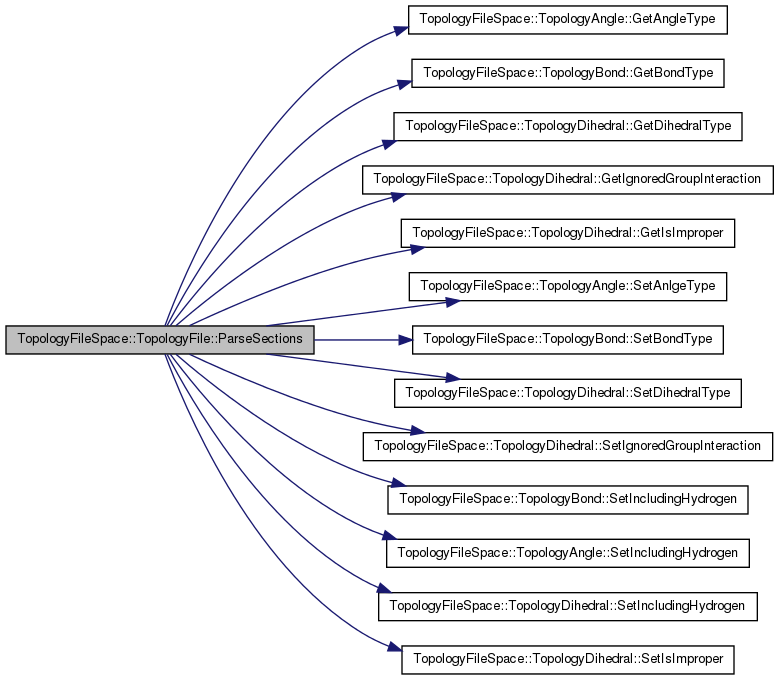 TopologyFileSpace::TopologyAngle::GetAngleType
TopologyFileSpace::TopologyBond::GetBondType
TopologyFileSpace::TopologyDihedral::GetDihedralType
TopologyFileSpace::TopologyDihedral::GetIgnoredGroupInteraction
TopologyFileSpace::TopologyDihedral::GetIsImproper
TopologyFileSpace::TopologyAngle::SetAnlgeType
TopologyFileSpace::TopologyFile::ParseSections
TopologyFileSpace::TopologyBond::SetBondType
TopologyFileSpace::TopologyDihedral::SetDihedralType
TopologyFileSpace::TopologyDihedral::SetIgnoredGroupInteraction
TopologyFileSpace::TopologyBond::SetIncludingHydrogen
TopologyFileSpace::TopologyAngle::SetIncludingHydrogen
TopologyFileSpace::TopologyDihedral::SetIncludingHydrogen
TopologyFileSpace::TopologyDihedral::SetIsImproper